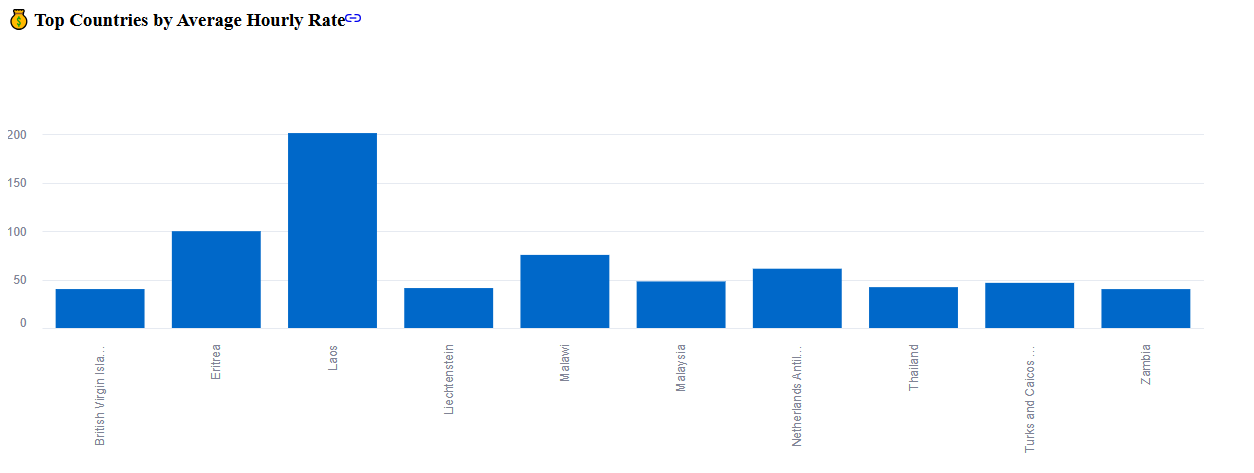 Top Countries by Average Hourly Rate
200
150
100
50
0
British Virgin Isla...
Eritrea
Laos
Liechtenstein
Malawi
Malaysia
Netherlands Antil...
Thailand
Turks and Caicos ...
Zambia